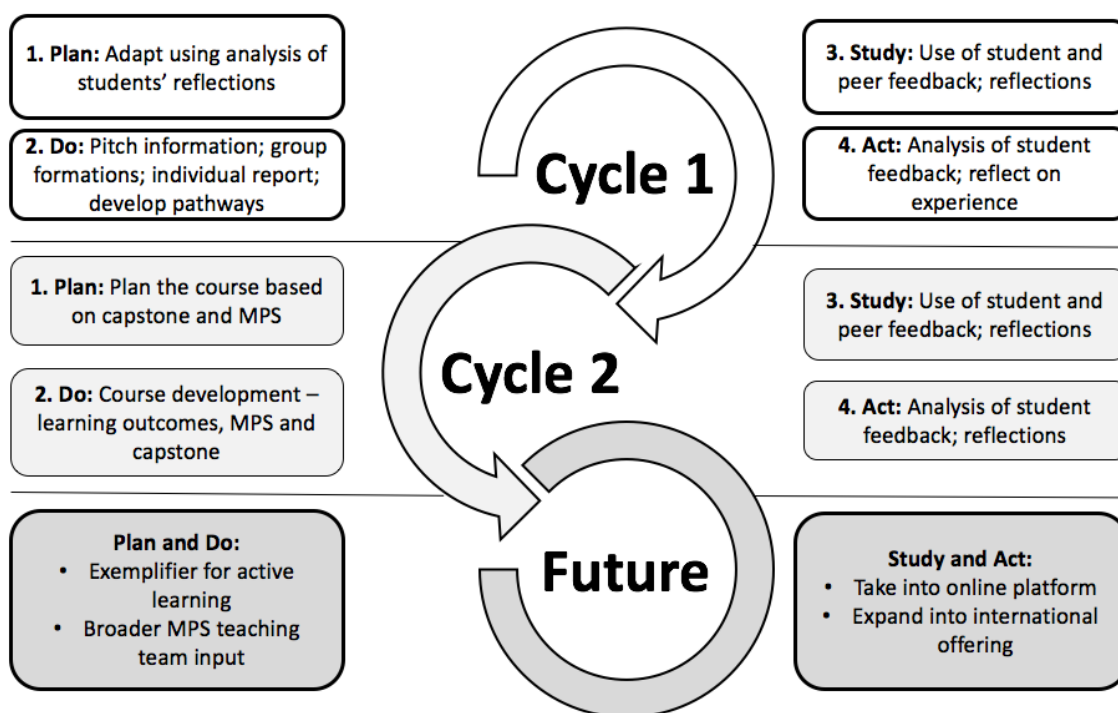 1. Plan: Adapt using analysis of
students’ reflections
2. Do: Pitch information; group
formations; individual report;
develop pathways
Cycle 1
3. Study: Use of student and
peer feedback; reflections
4. Act: Analysis of student
feedback; reflect on
experience
1. Plan: Plan the course based
on capstone and MPS
2. Do: Course development –
learning outcomes, MPS and
capstone
Cycle 2
3. Study: Use of student and
peer feedback; reflections
4. Act: Analysis of student
feedback; reflections
Plan and Do:
• Exemplifier for active
learning
• Broader MPS teaching
team input
Future
Study and Act:
• Take into online platform
• Expand into international
offering